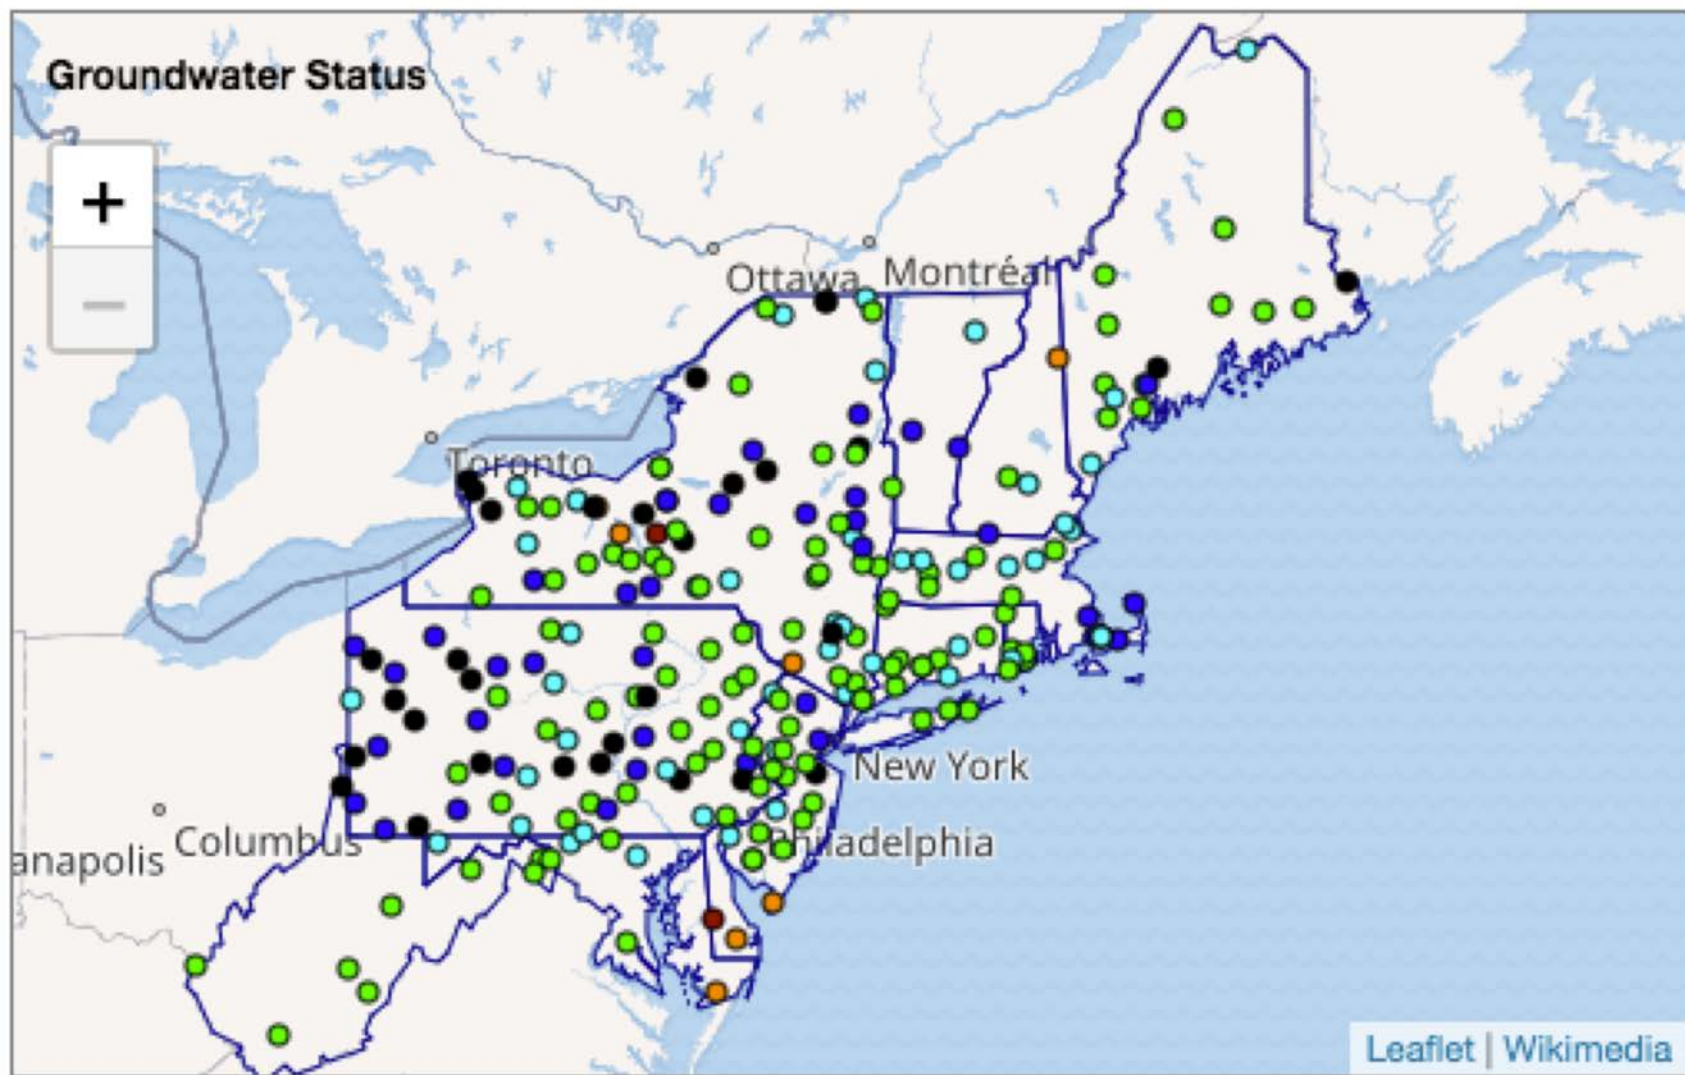 Groundwater Status
+
−
Ottawa
Montréal
Toronto
New York
Columbus
Philadelphia
anapolis
Leaflet | Wikimedia